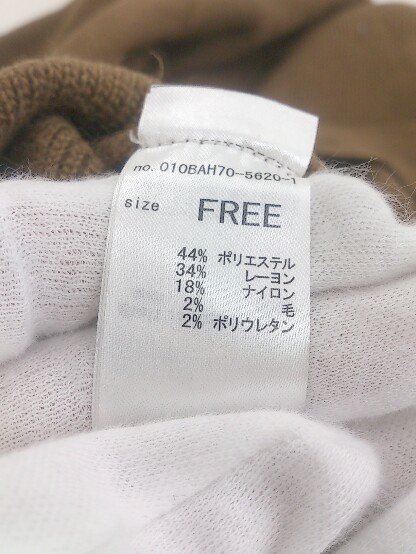 no. 010BAH70-5620-1
size FREE
44% ポリエステル
34% レーヨン
18% ナイロン
2% 毛
2% ポリウレタン